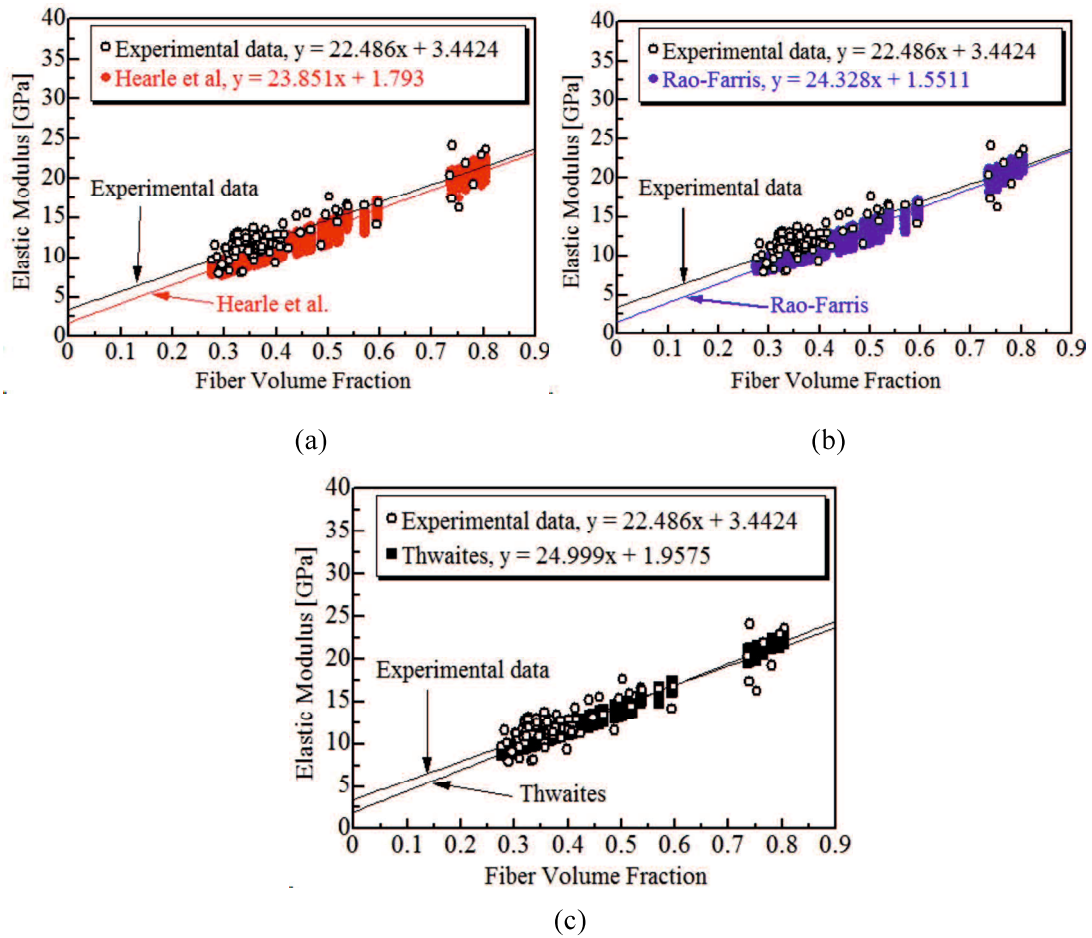 40
35
30
25
20
15
10
5
0
Elastic Modulus [GPa]
Experimental data, y = 22.486x + 3.4424
Hearle et al, y = 23.851x + 1.793
Experimental data
Hearle et al.
0 0.1 0.2 0.3 0.4 0.5 0.6 0.7 0.8 0.9
Fiber Volume Fraction
(a)
40
35
30
25
20
15
10
5
0
Elastic Modulus [GPa]
Experimental data, y = 22.486x + 3.4424
Rao-Farris, y = 24.328x + 1.5511
Experimental data
Rao-Farris
0 0.1 0.2 0.3 0.4 0.5 0.6 0.7 0.8 0.9
Fiber Volume Fraction
(b)
40
35
30
25
20
15
10
5
0
Elastic Modulus [GPa]
Experimental data, y = 22.486x + 3.4424
Thwaites, y = 24.999x + 1.9575
Experimental data
Thwaites
0 0.1 0.2 0.3 0.4 0.5 0.6 0.7 0.8 0.9
Fiber Volume Fraction
(c)